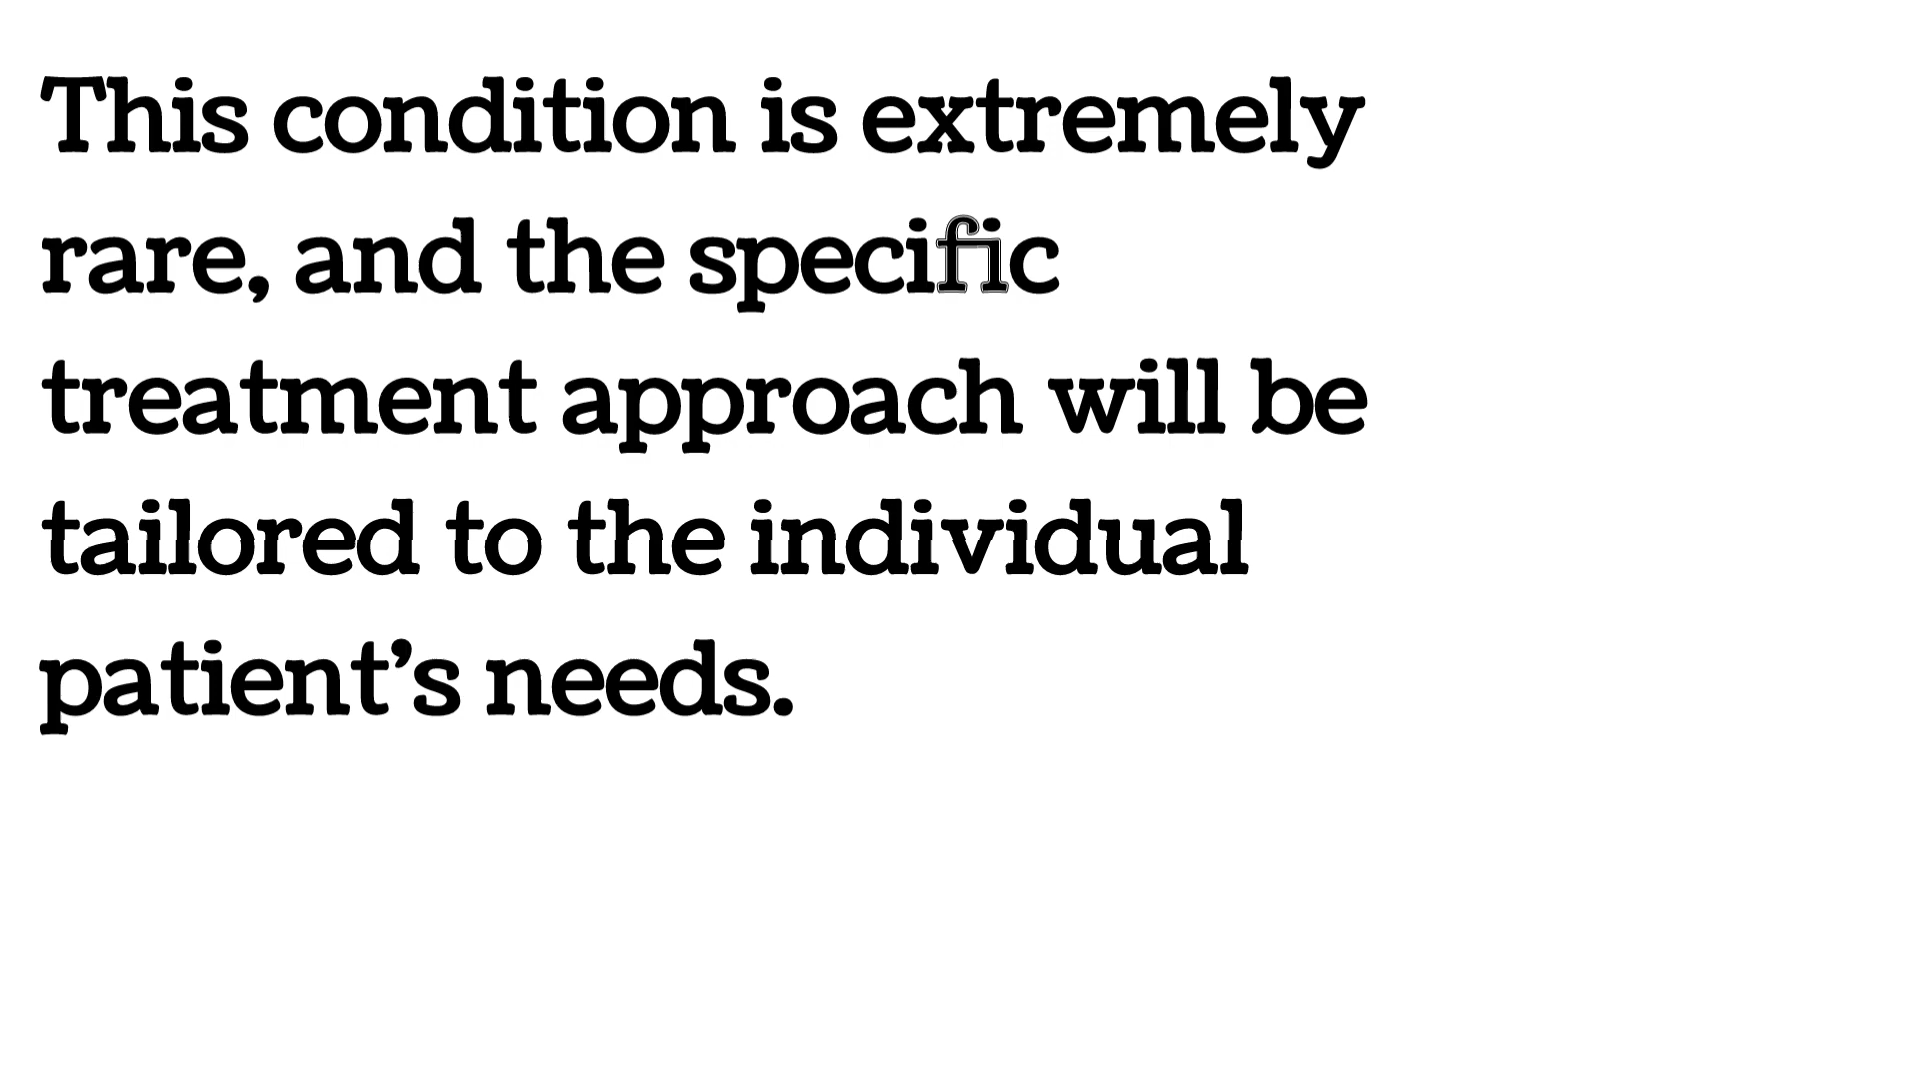 This condition is extremely
rare, and the specific
treatment approach will be
tailored to the individual
patient’s needs.